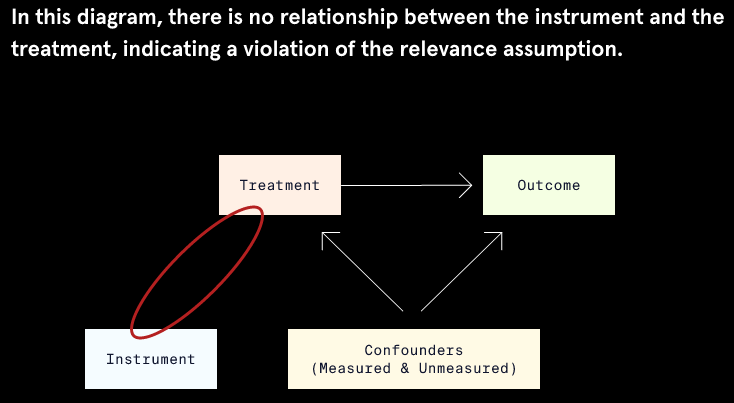 In this diagram, there is no relationship between the instrument and the
treatment, indicating a violation of the relevance assumption.
Treatment
Outcome
Instrument
Confounders
(Measured & Unmeasured)